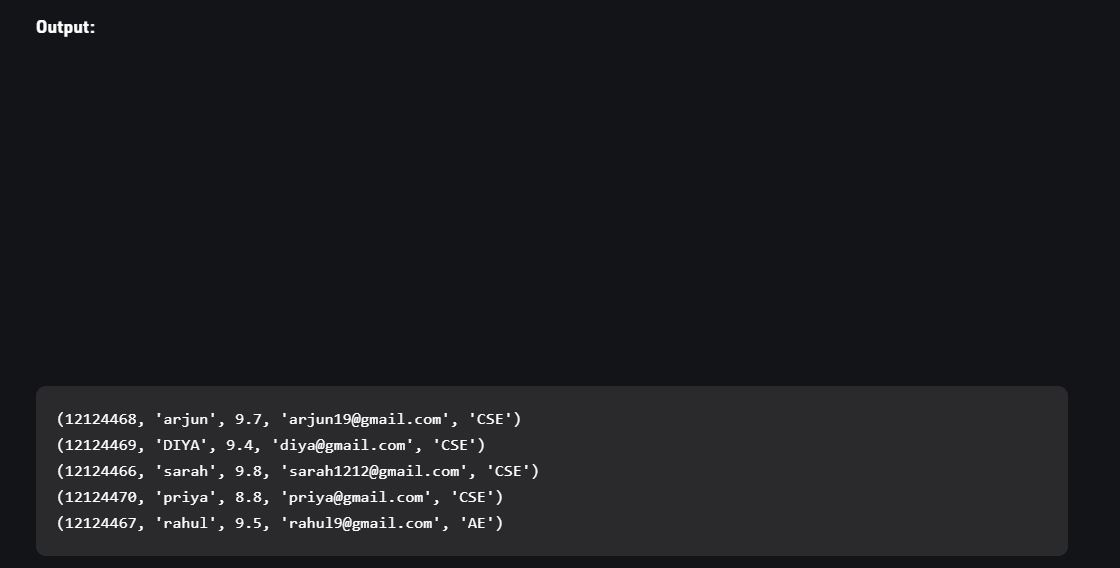 Output:
(12124468, 'arjun', 9.7, 'arjun19@gmail.com', 'CSE')
(12124469, 'DIYA', 9.4, 'diya@gmail.com', 'CSE')
(12124466, 'sarah', 9.8, 'sarah1212@gmail.com', 'CSE')
(12124470, 'priya', 8.8, 'priya@gmail.com', 'CSE')
(12124467, 'rahul', 9.5, 'rahul9@gmail.com', 'AE')